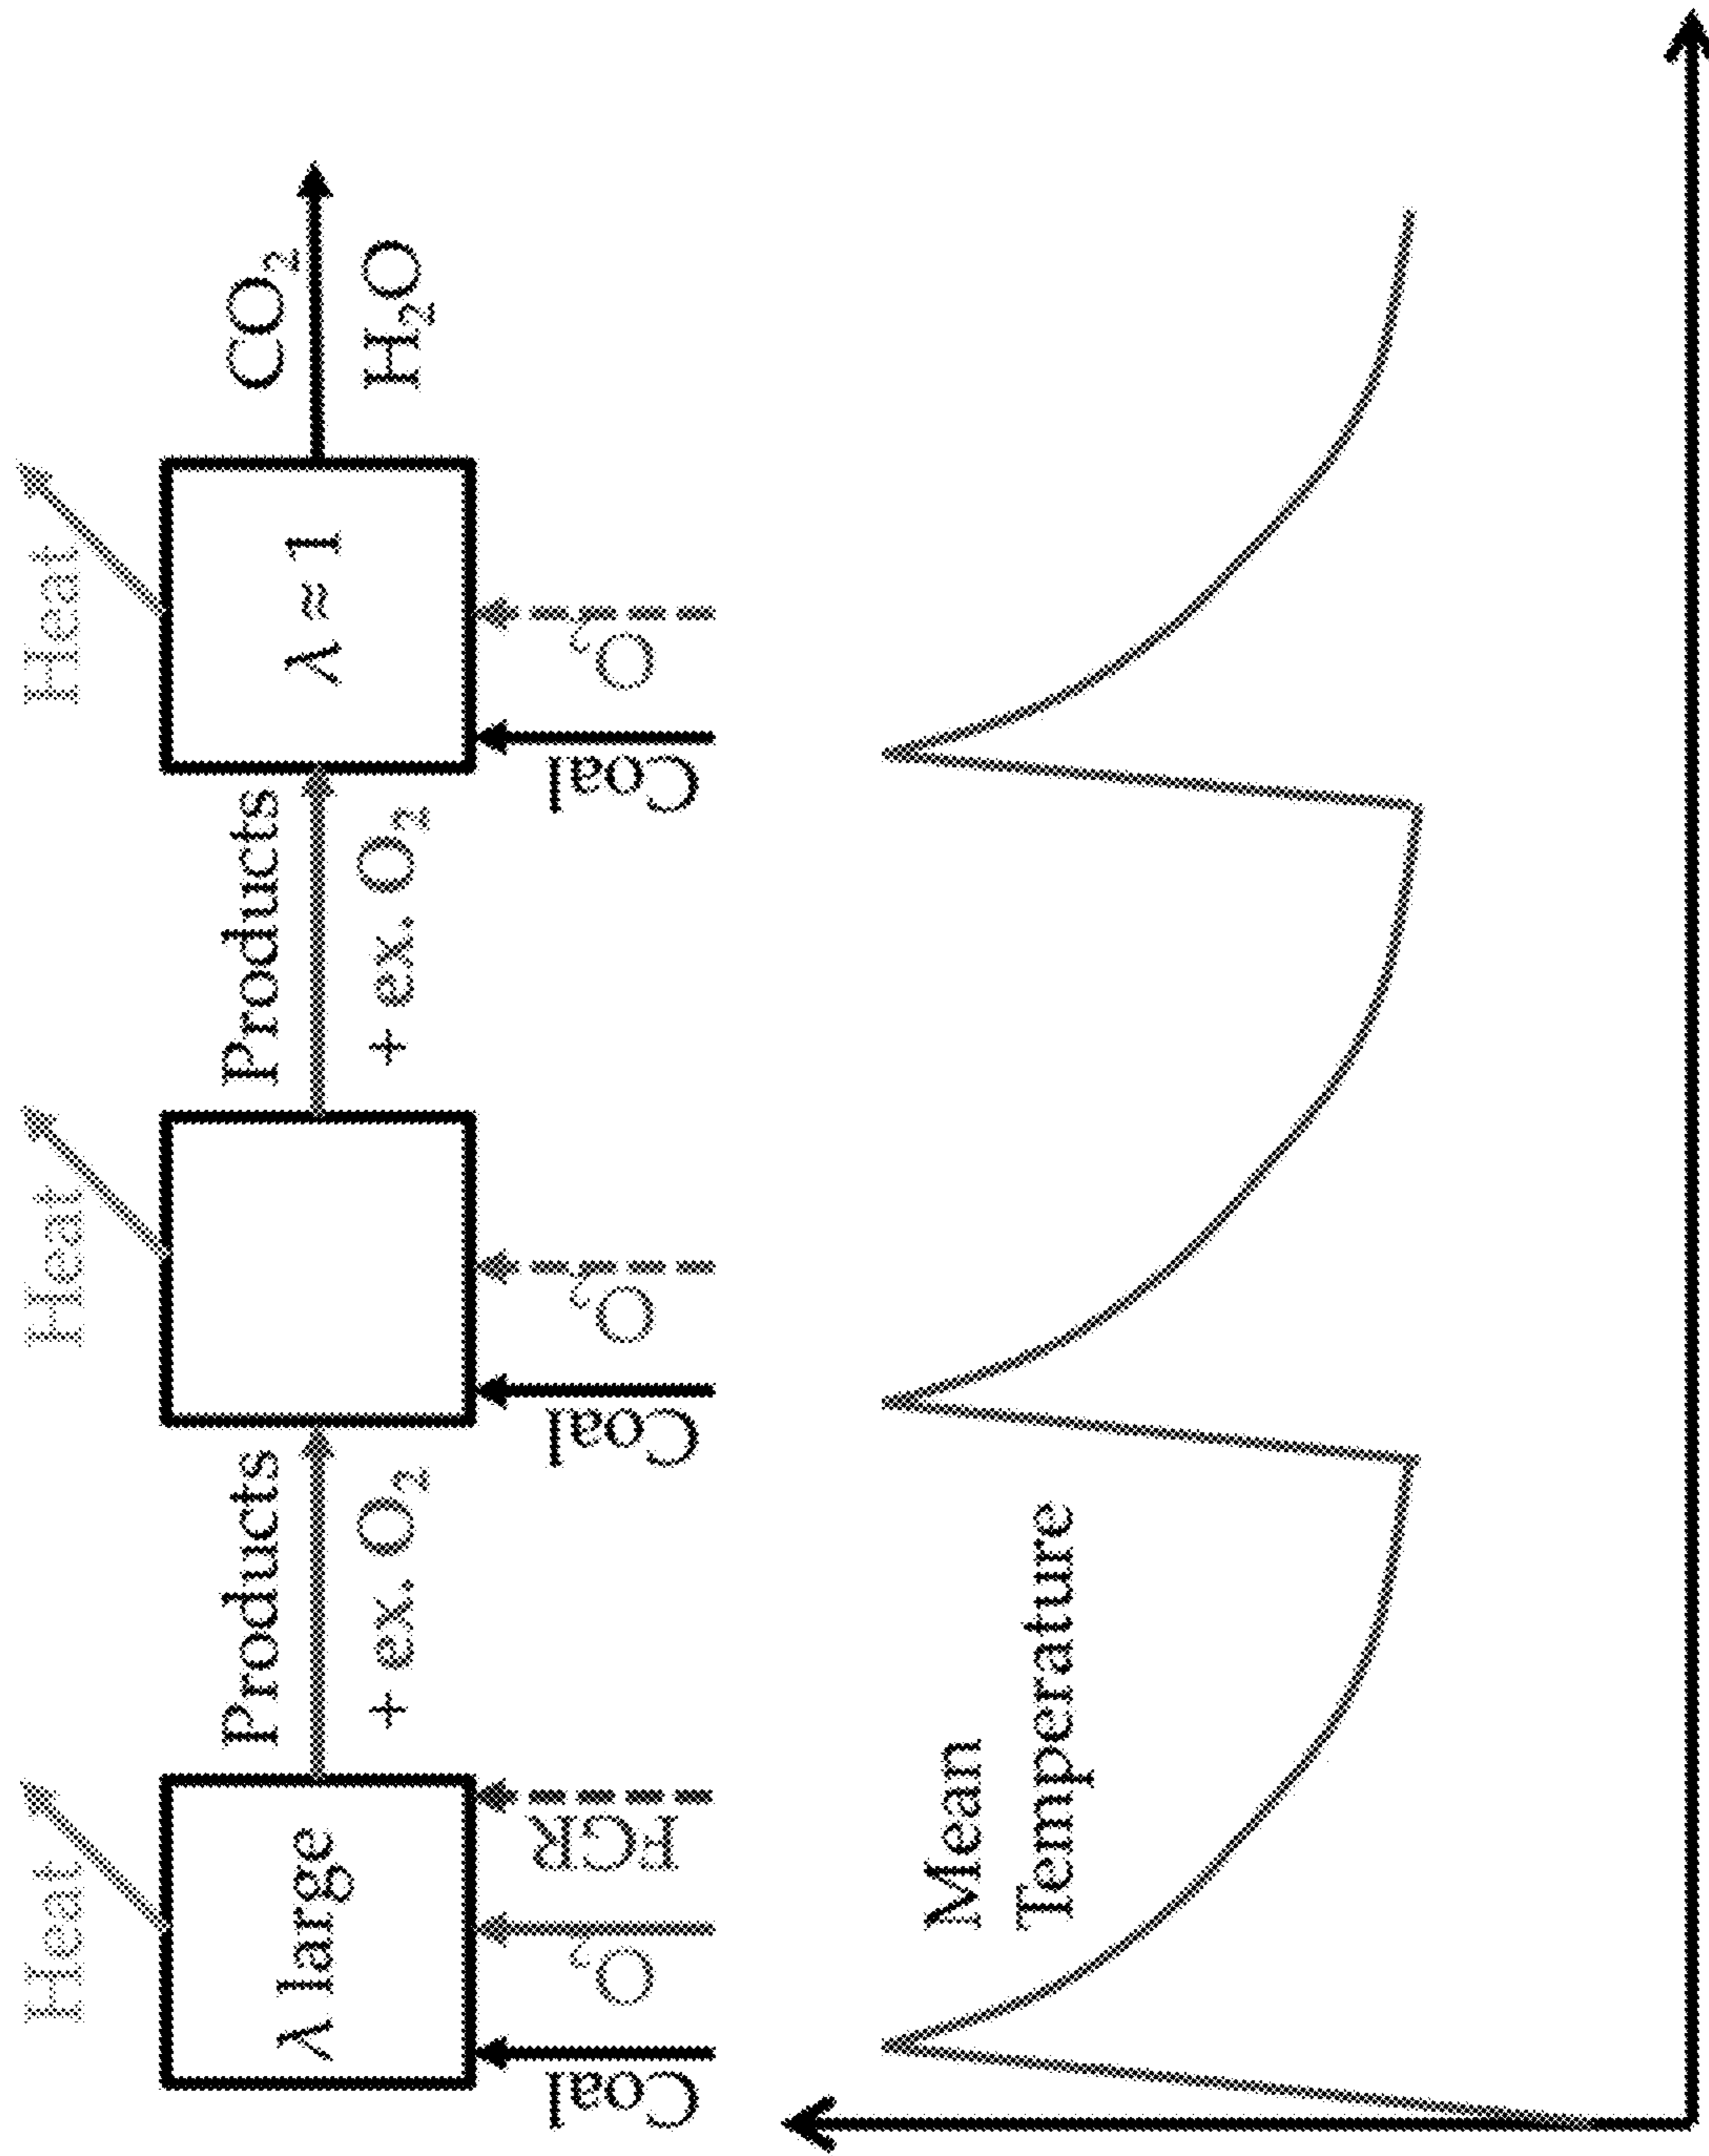 Heat
Heat
Heat
Products
Products
CO₂
λ large
λ ≈ 1
+ ex. O₂
+ ex. O₂
H₂O
Coal
O₂
FGR
Coal
O₂
Coal
O₂
Mean
Temperature